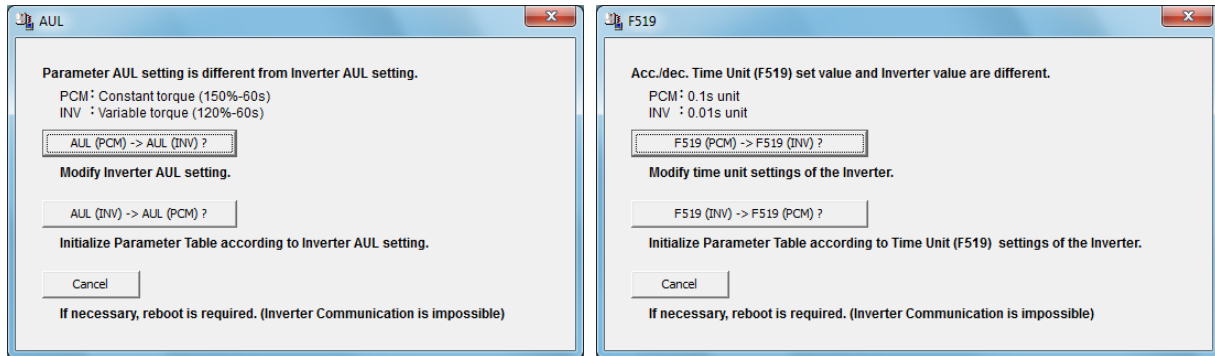 AUL
Parameter AUL setting is different from Inverter AUL setting.
PCM: Constant torque (150%-60s)
INV : Variable torque (120%-60s)
AUL (PCM) -> AUL (INV) ?
Modify Inverter AUL setting.
AUL (INV) -> AUL (PCM) ?
Initialize Parameter Table according to Inverter AUL setting.
Cancel
If necessary, reboot is required. (Inverter Communication is impossible)
F519
Acc./dec. Time Unit (F519) set value and Inverter value are different.
PCM: 0.1s unit
INV : 0.01s unit
F519 (PCM) -> F519 (INV) ?
Modify time unit settings of the Inverter.
F519 (INV) -> F519 (PCM) ?
Initialize Parameter Table according to Time Unit (F519) settings of the Inverter.
Cancel
If necessary, reboot is required. (Inverter Communication is impossible)